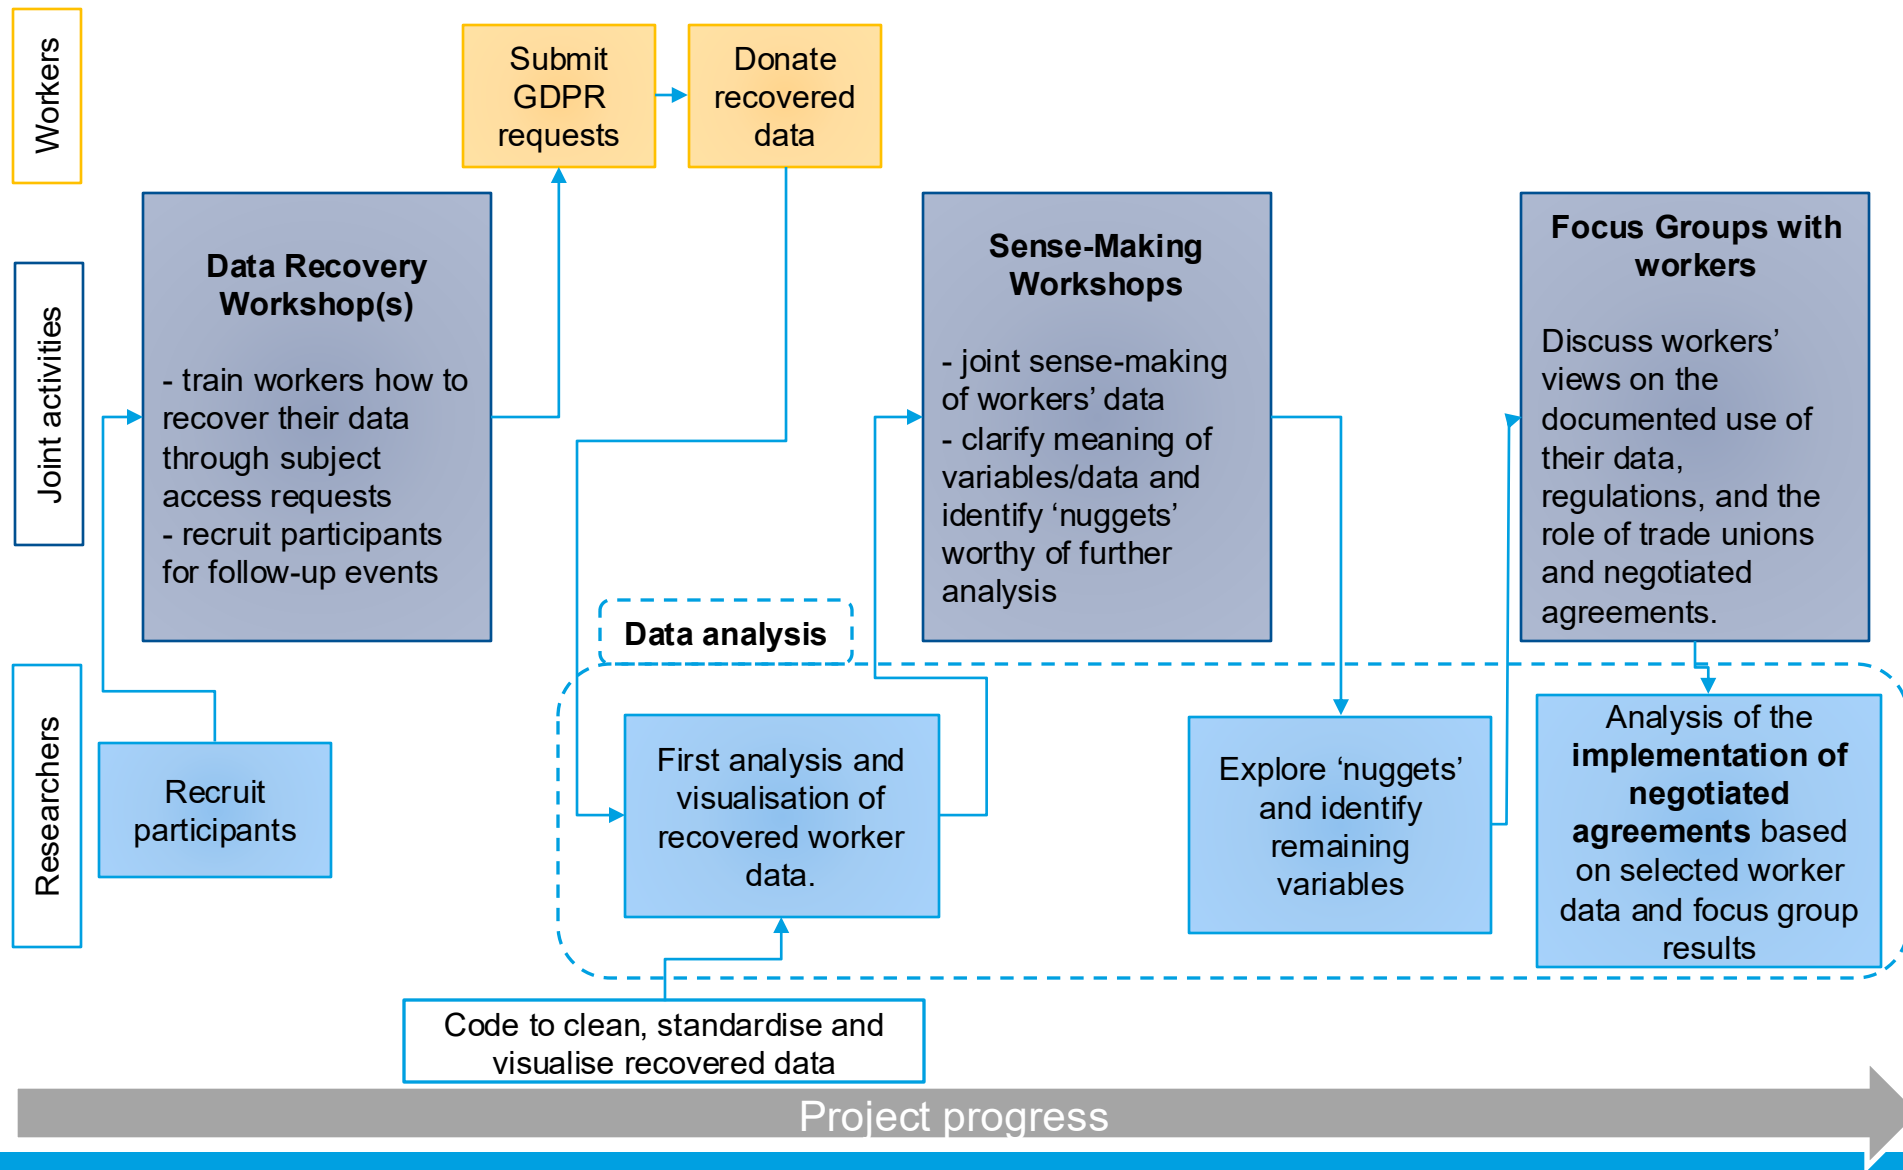 Workers
Submit
GDPR
requests
Donate
recovered
data
Joint activities
Data Recovery
Workshop(s)
- train workers how to
recover their data
through subject
access requests
- recruit participants
for follow-up events
Sense-Making
Workshops
- joint sense-making
of workers’ data
- clarify meaning of
variables/data and
identify ‘nuggets’
worthy of further
analysis
Focus Groups with
workers
Discuss workers’
views on the
documented use of
their data,
regulations, and the
role of trade unions
and negotiated
agreements.
Data analysis
Researchers
Recruit
participants
First analysis and
visualisation of
recovered worker
data.
Explore ‘nuggets’
and identify
remaining
variables
Analysis of the
implementation of
negotiated
agreements based
on selected worker
data and focus group
results
Code to clean, standardise and
visualise recovered data
Project progress